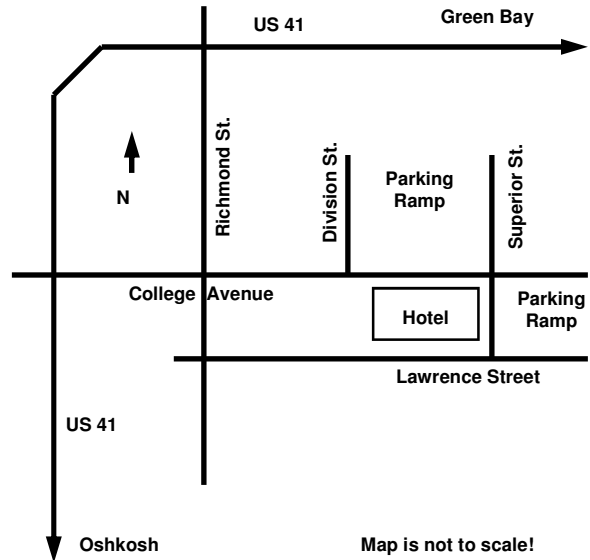 Green Bay
US 41
Richmond St.
Division St.
Parking
Ramp
Superior St.
N
College Avenue
Hotel
Parking
Ramp
Lawrence Street
US 41
Oshkosh
Map is not to scale!